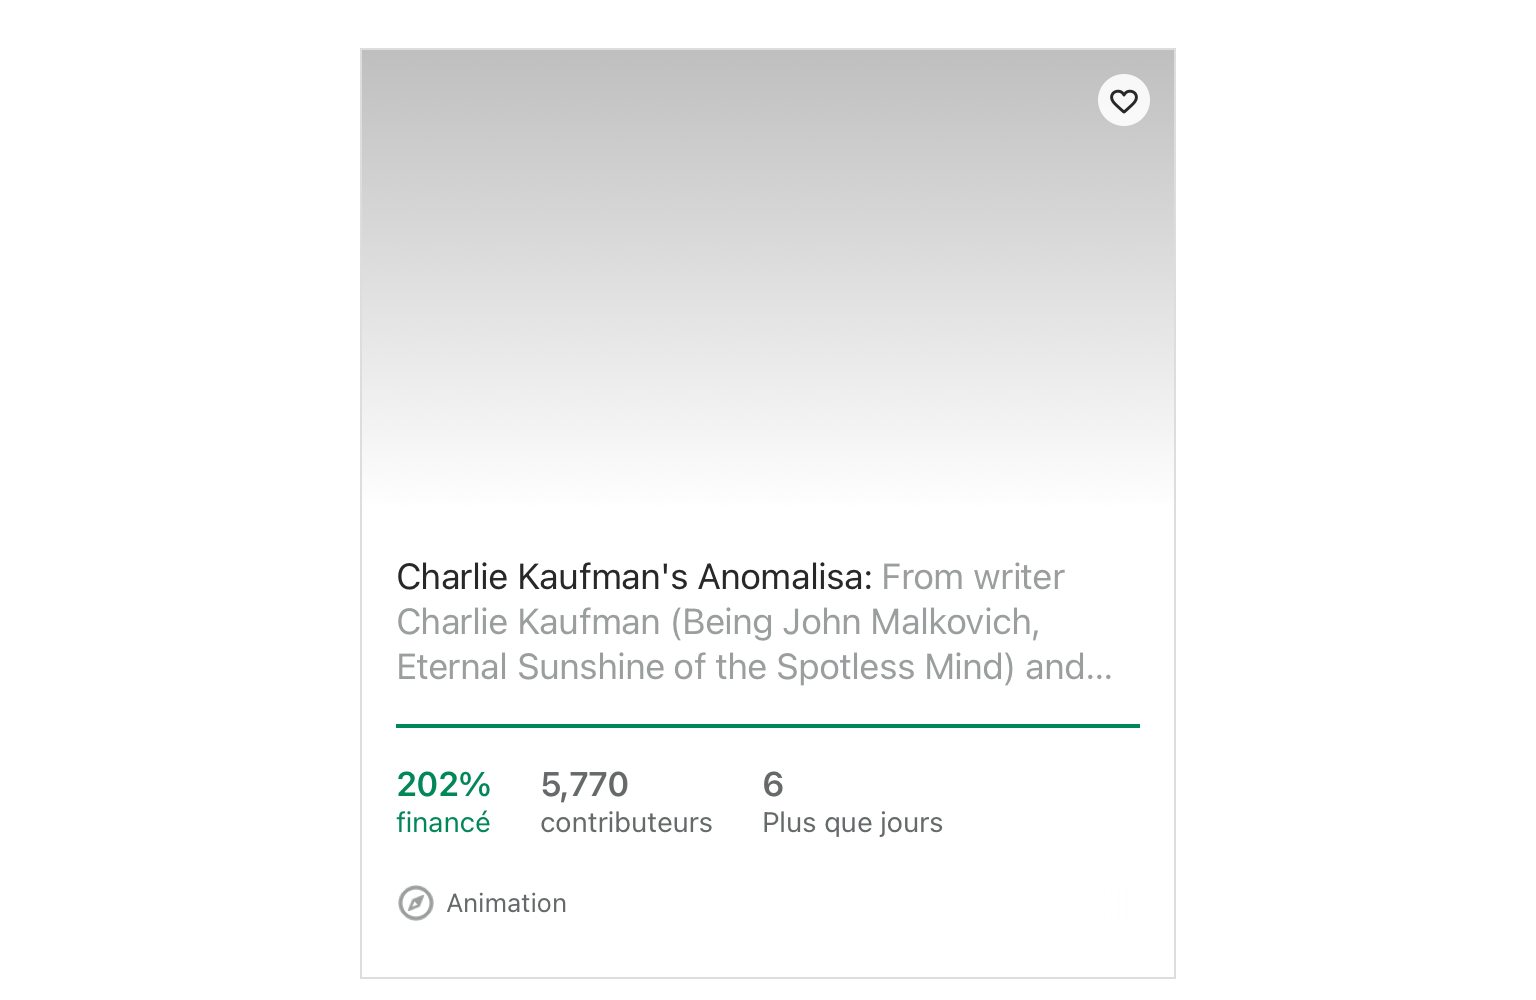 Charlie Kaufman's Anomalisa: From writer
Charlie Kaufman (Being John Malkovich,
Eternal Sunshine of the Spotless Mind) and...
202% 5,770 6
financé contributeurs Plus que jours
Animation